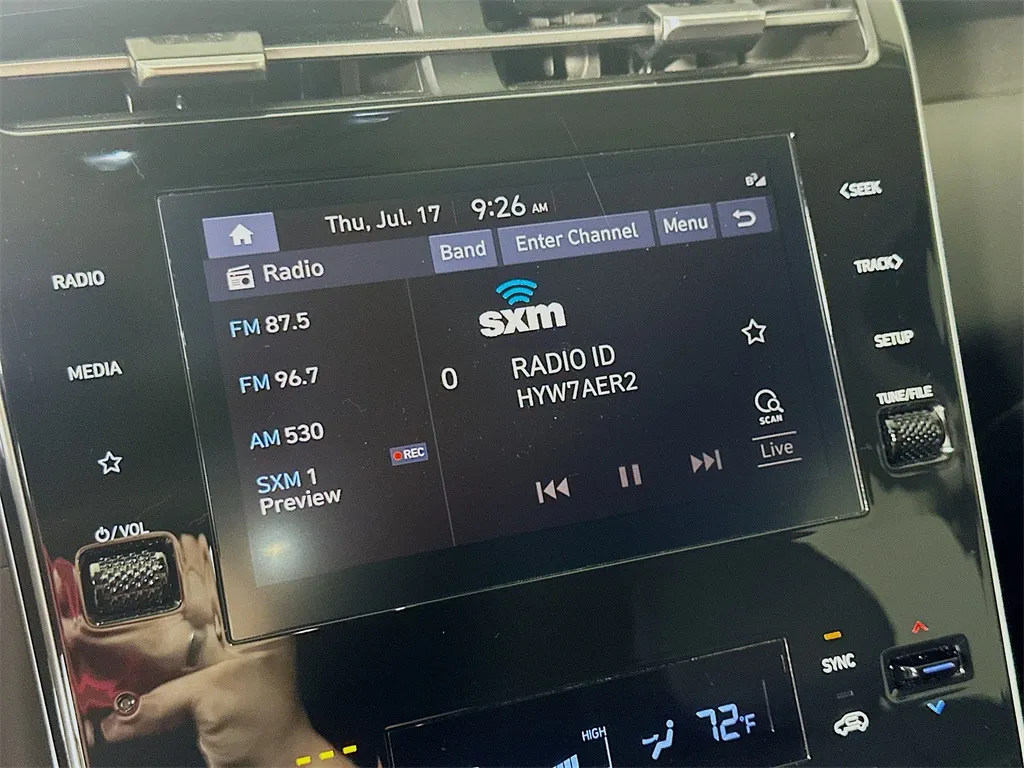 Thu, Jul. 17 9:26 AM
Band Enter Channel Menu
Radio
FM 87.5
FM 96.7
AM 530
SXM 1
Preview
REC
sxm
0
RADIO ID
HYW7AER2
SCAN
Live
RADIO
MEDIA
/VOL
<SEEK
TRACK>
SETUP
TUNE/FILE
SYNC
HIGH
72°F